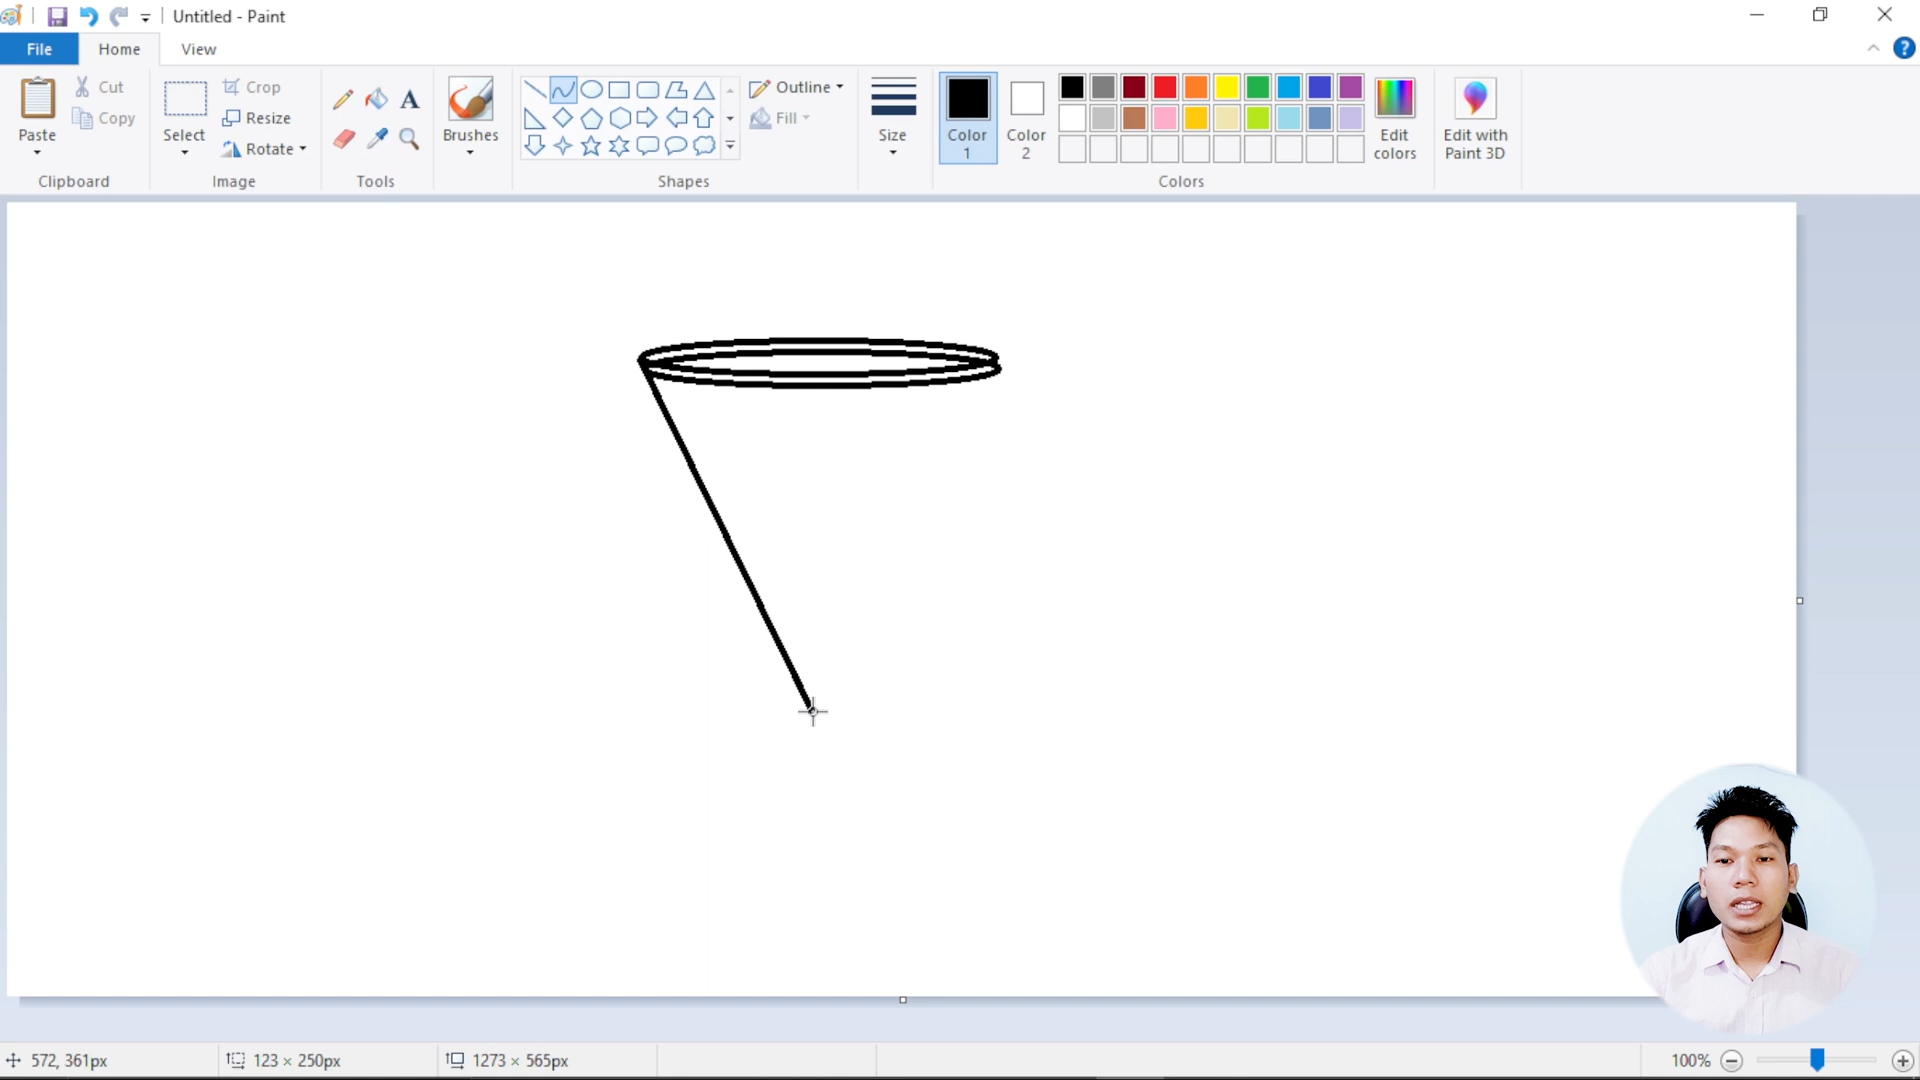 Untitled - Paint
File Home View
Paste
Cut
Copy
Clipboard
Select
Crop
Resize
Rotate
Image
A
Tools
Brushes
Outline
Fill
Shapes
Size
Color 1
Color 2
Edit colors
Colors
Edit with Paint 3D
?
572, 361px
123 × 250px
1273 × 565px
100%